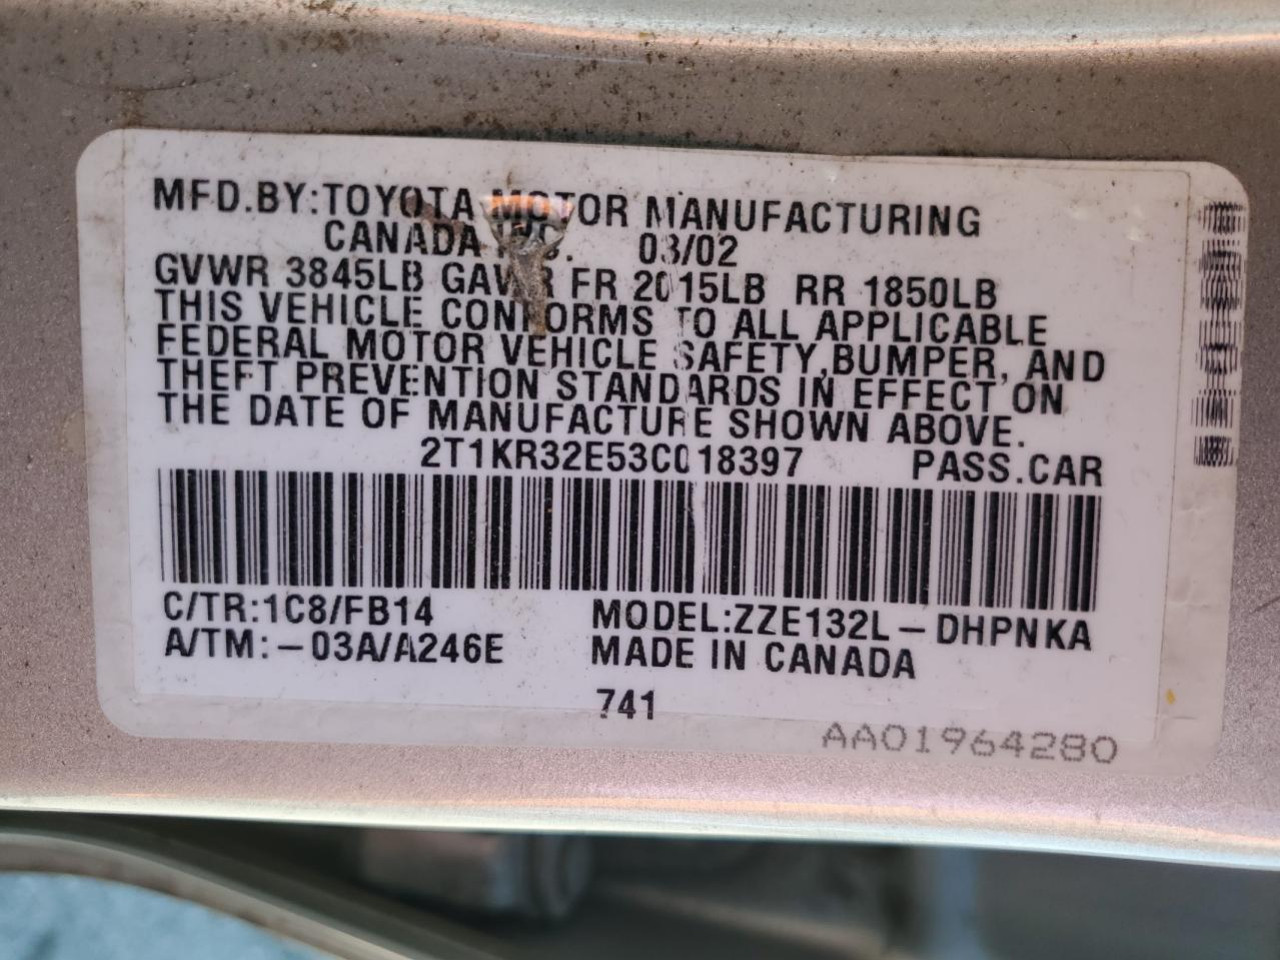 MFD.BY:TOYOTA MOTOR MANUFACTURING
CANADA INC. 03/02
GVWR 3845LB GAWR FR 2015LB RR 1850LB
THIS VEHICLE CONFORMS TO ALL APPLICABLE
FEDERAL MOTOR VEHICLE SAFETY,BUMPER, AND
THEFT PREVENTION STANDARDS IN EFFECT ON
THE DATE OF MANUFACTURE SHOWN ABOVE.
2T1KR32E53C018397 PASS.CAR
C/TR:1C8/FB14 MODEL:ZZE132L-DHPNKA
A/TM:-03A/A246E MADE IN CANADA
741
AA01964280